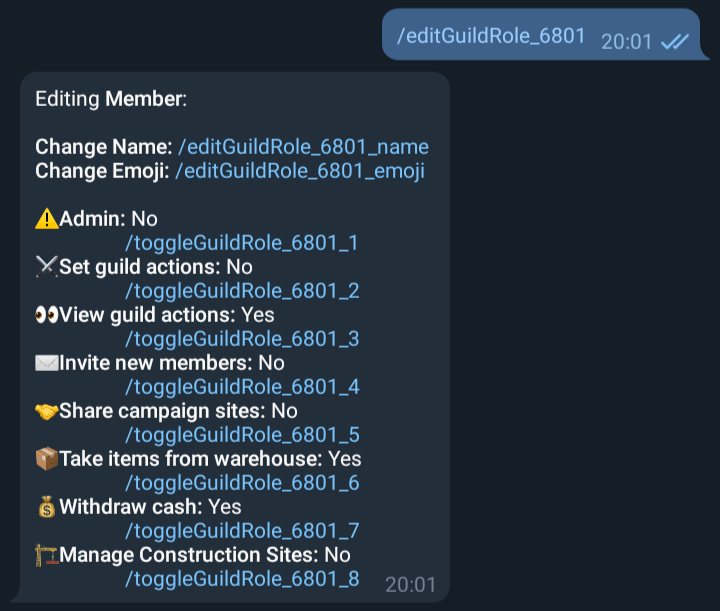 /editGuildRole_6801 20:01
Editing Member:
Change Name: /editGuildRole_6801_name
Change Emoji: /editGuildRole_6801_emoji
⚠️Admin: No
/toggleGuildRole_6801_1
⚔️Set guild actions: No
/toggleGuildRole_6801_2
👀View guild actions: Yes
/toggleGuildRole_6801_3
✉️Invite new members: No
/toggleGuildRole_6801_4
🤝Share campaign sites: No
/toggleGuildRole_6801_5
📦Take items from warehouse: Yes
/toggleGuildRole_6801_6
💰Withdraw cash: Yes
/toggleGuildRole_6801_7
🏗Manage Construction Sites: No
/toggleGuildRole_6801_8 20:01